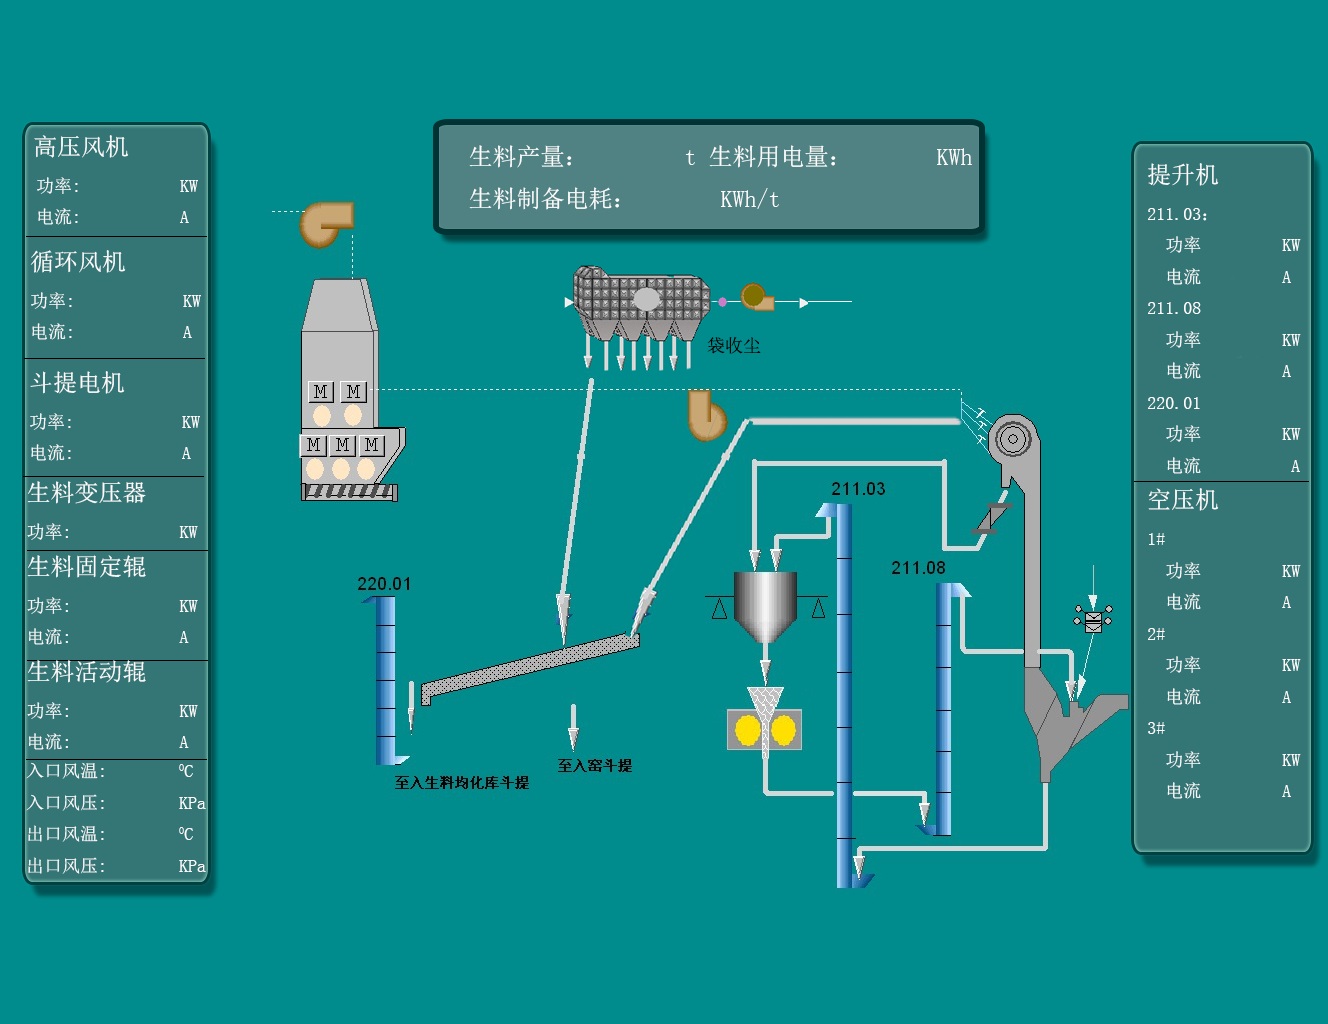 高压风机
功率: KW
电流: A
循环风机
功率: KW
电流: A
斗提电机
功率: KW
电流: A
生料变压器
功率: KW
生料固定辊
功率: KW
电流: A
生料活动辊
功率: KW
电流: A
入口风温: ℃
入口风压: KPa
出口风温: ℃
出口风压: KPa
生料产量: t 生料用电量: KWh
生料制备电耗: KWh/t
袋收尘
M M
M M M
220.01
211.03
211.08
至入窑斗提
至入生料均化库斗提
提升机
211.03:
功率 KW
电流 A
211.08
功率 KW
电流 A
220.01
功率 KW
电流 A
空压机
1#
功率 KW
电流 A
2#
功率 KW
电流 A
3#
功率 KW
电流 A